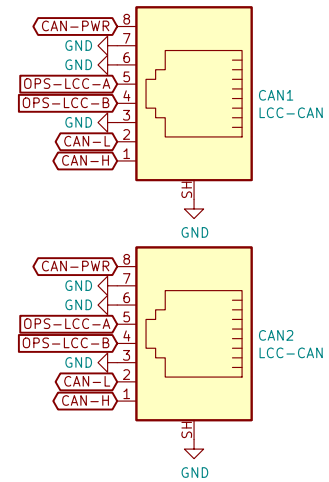 CAN-PWR 8
GND 7
GND 6
OPS-LCC-A 5
OPS-LCC-B 4
GND 3
CAN-L 2
CAN-H 1
CAN1
LCC-CAN
SH
GND
CAN-PWR 8
GND 7
GND 6
OPS-LCC-A 5
OPS-LCC-B 4
GND 3
CAN-L 2
CAN-H 1
CAN2
LCC-CAN
SH
GND